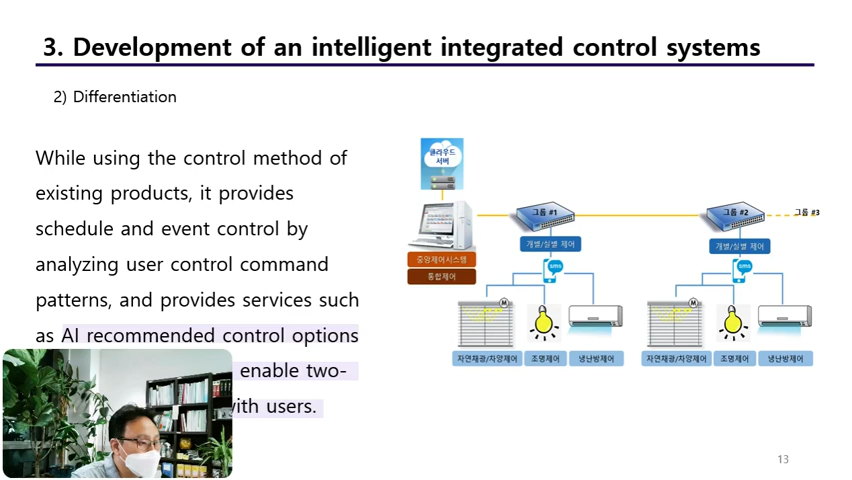 3. Development of an intelligent integrated control systems
2) Differentiation
While using the control method of
existing products, it provides
schedule and event control by
analyzing user control command
patterns, and provides services such
as AI recommended control options
enable two-
with users.
클라우드
서버
중앙제어시스템
통합제어
그룹 #1
그룹 #2
그룹 #3
개별/실별 제어
개별/실별 제어
sms
sms
M
M
자연채광/차양제어
조명제어
냉난방제어
자연채광/차양제어
조명제어
냉난방제어
13